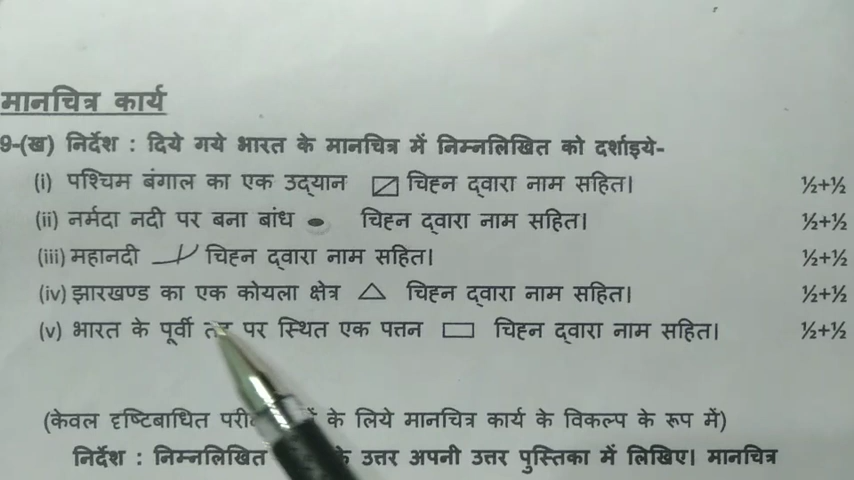 मानचित्र कार्य
9-(ख) निर्देश : दिये गये भारत के मानचित्र में निम्नलिखित को दर्शाइये-
(i) पश्चिम बंगाल का एक उद्यान चिह्न द्वारा नाम सहित। ½+½
(ii) नर्मदा नदी पर बना बांध चिह्न द्वारा नाम सहित। ½+½
(iii) महानदी चिह्न द्वारा नाम सहित। ½+½
(iv) झारखण्ड का एक कोयला क्षेत्र चिह्न द्वारा नाम सहित। ½+½
(v) भारत के पूर्वी पर स्थित एक पत्तन चिह्न द्वारा नाम सहित। ½+½
(केवल दृष्टिबाधित के लिये मानचित्र कार्य के विकल्प के रूप में)
निर्देश : निम्नलिखित के उत्तर अपनी उत्तर पुस्तिका में लिखिए। मानचित्र